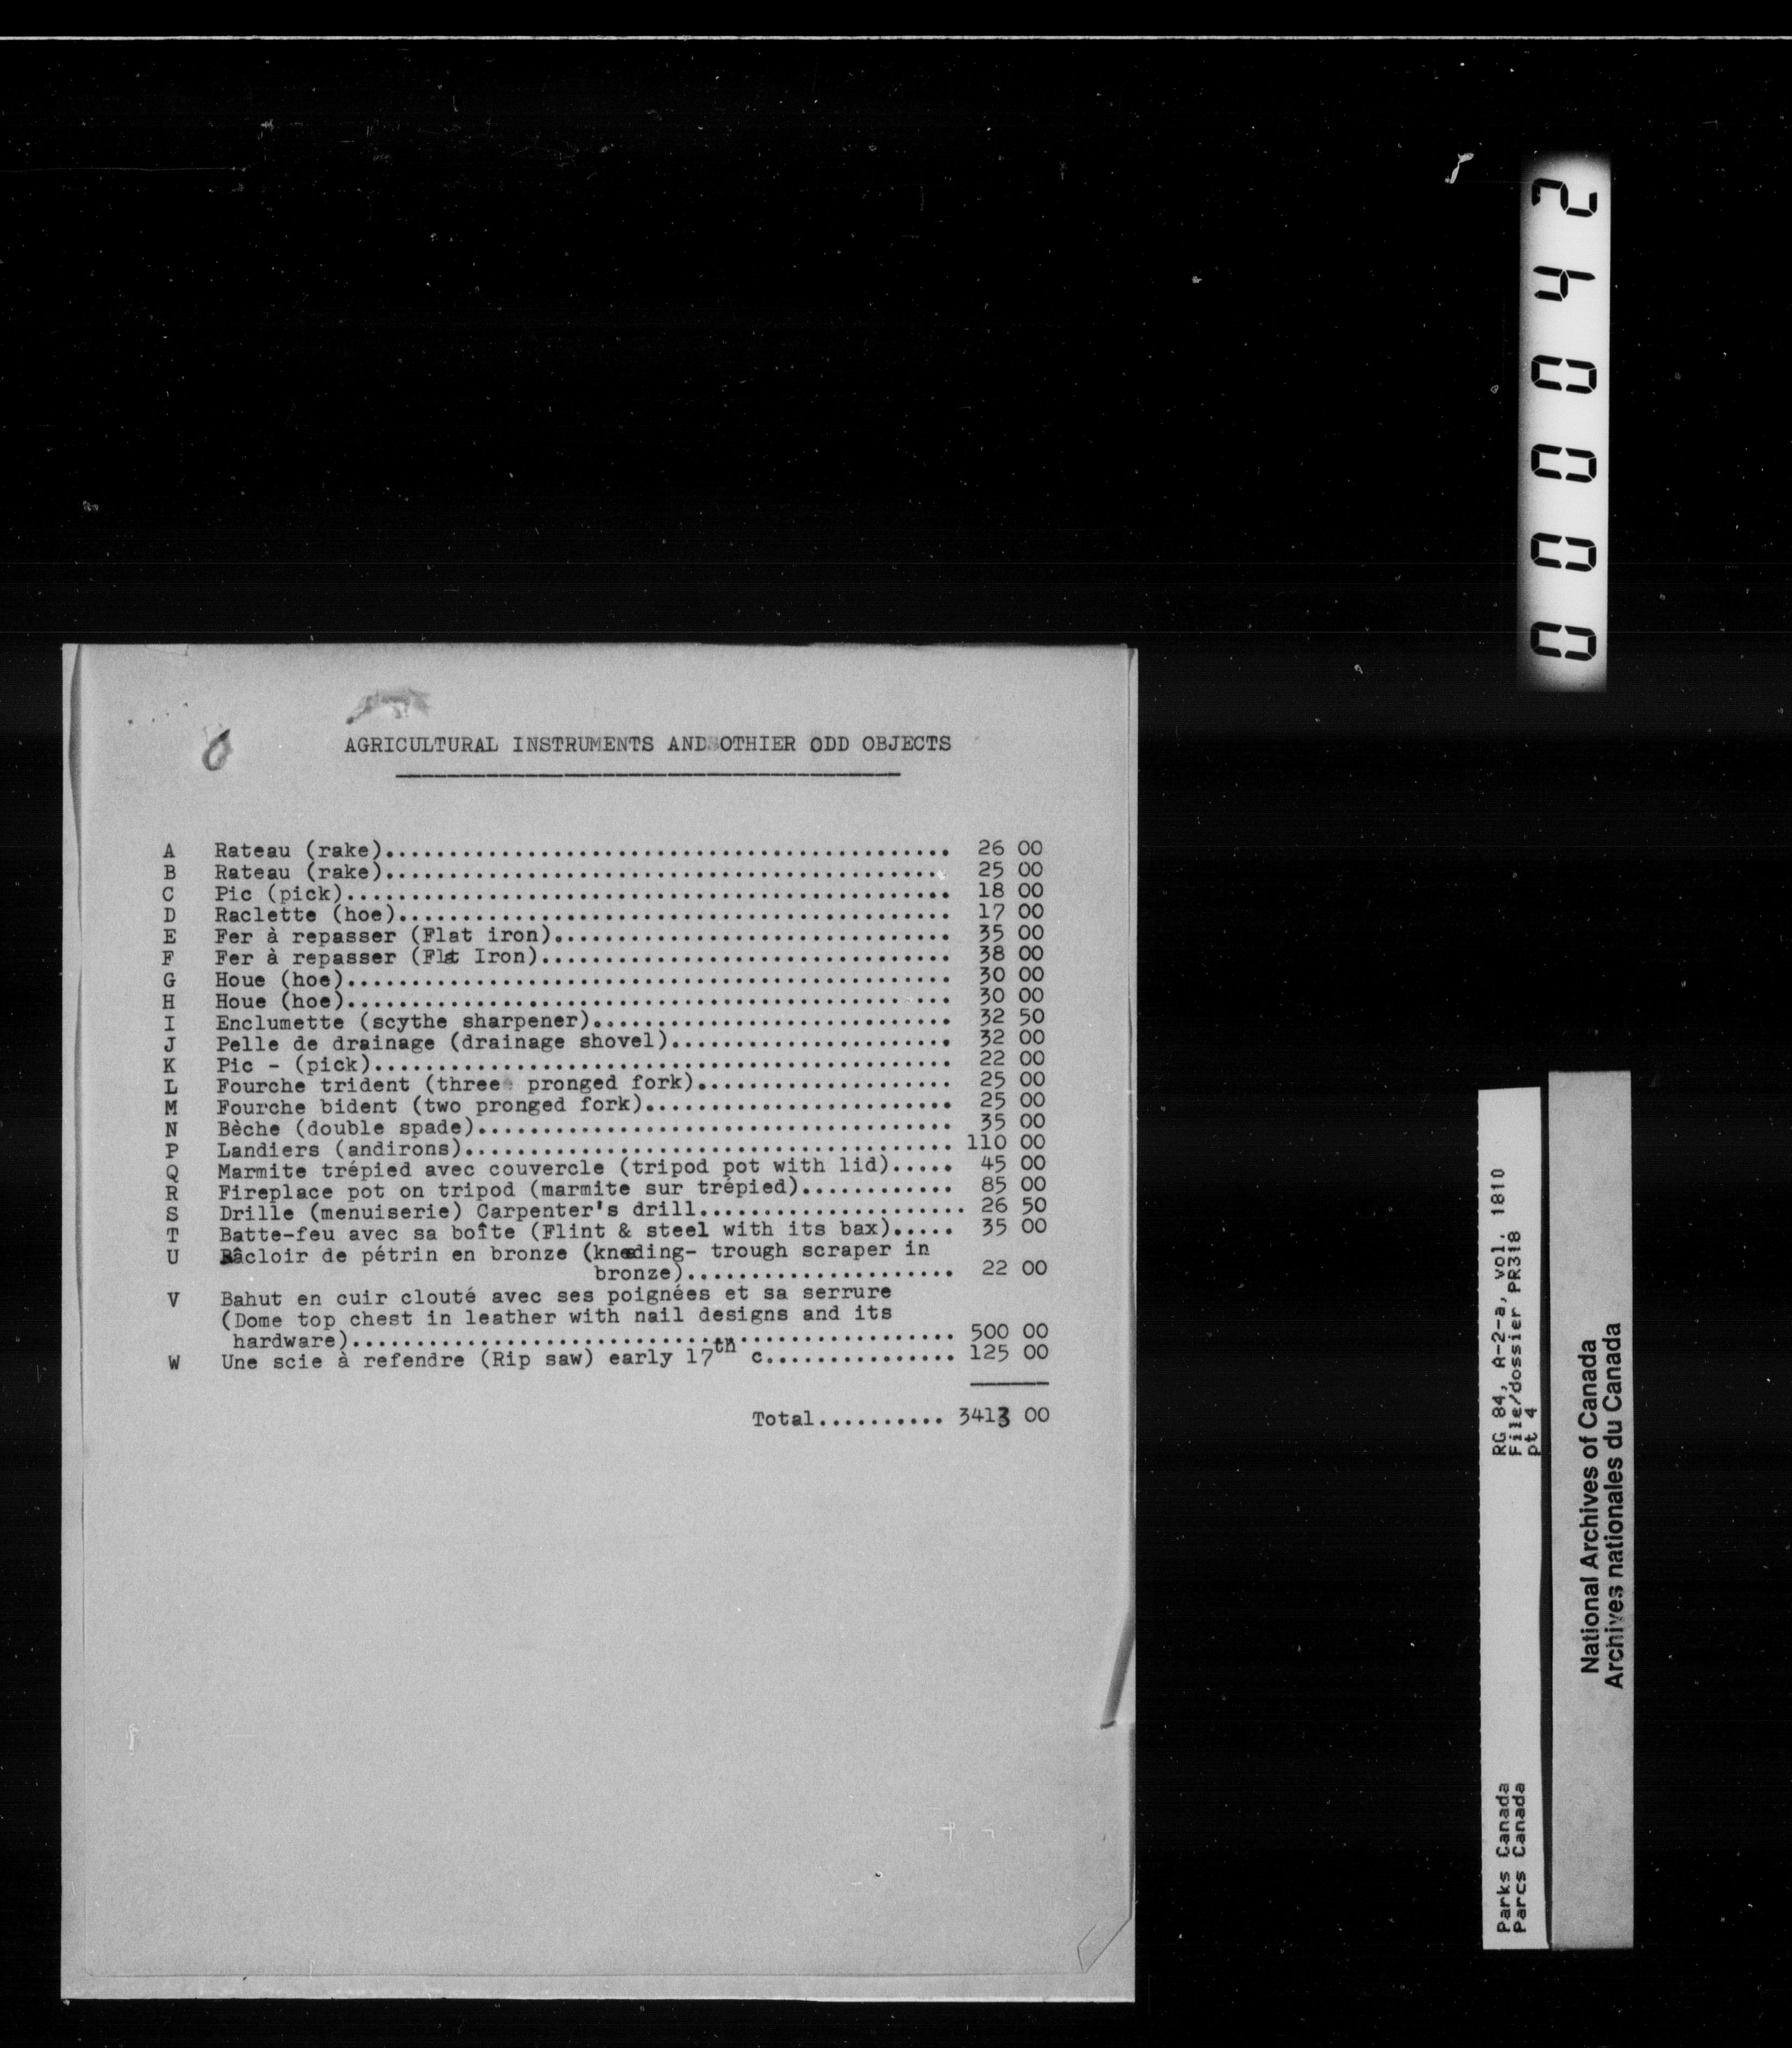 AGRICULTURAL INSTRUMENTS AND OTHIER ODD OBJECTS
A Rateau (rake)............................................ 26 00
B Rateau (rake)............................................ 25 00
C Pic (pick)............................................... 18 00
D Raclette (hoe)........................................... 17 00
E Fer à repasser (Flat iron)............................... 35 00
F Fer à repasser (Flat Iron)................................ 38 00
G Houe (hoe)............................................... 30 00
H Houe (hoe)............................................... 30 00
I Enclumette (scythe sharpener)............................ 32 50
J Pelle de drainage (drainage shovel)...................... 32 00
K Pic - (pick)............................................. 22 00
L Fourche trident (three pronged fork).................... 25 00
M Fourche bident (two pronged fork)........................ 25 00
N Bèche (double spade)..................................... 35 00
P Landiers (andirons)...................................... 110 00
Q Marmite trépied avec couvercle (tripod pot with lid)..... 45 00
R Fireplace pot on tripod (marmite sur trépied)............ 85 00
S Drille (menuiserie) Carpenter's drill..................... 26 50
T Batte-feu avec sa boîte (Flint & steel with its bax)..... 35 00
U Râcloir de pétrin en bronze (kneading- trough scraper in
bronze)..................... 22 00
V Bahut en cuir clouté avec ses poignées et sa serrure
(Dome top chest in leather with nail designs and its
hardware)............................................... 500 00
W Une scie à refendre (Rip saw) early 17th c............... 125 00
Total.......... 3413 00
000042
RG 84, A-2-a, vol. 1810
File/dossier PR318
pt 4
Parks Canada
Parcs Canada
National Archives of Canada
Archives nationales du Canada